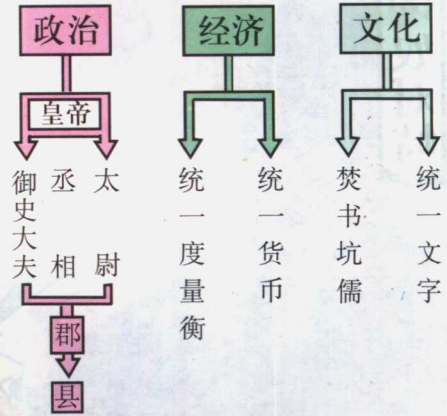 政治
经济
文化
皇帝
御史大夫
丞相
太尉
统一度量衡
统一货币
焚书坑儒
统一文字
郡
县